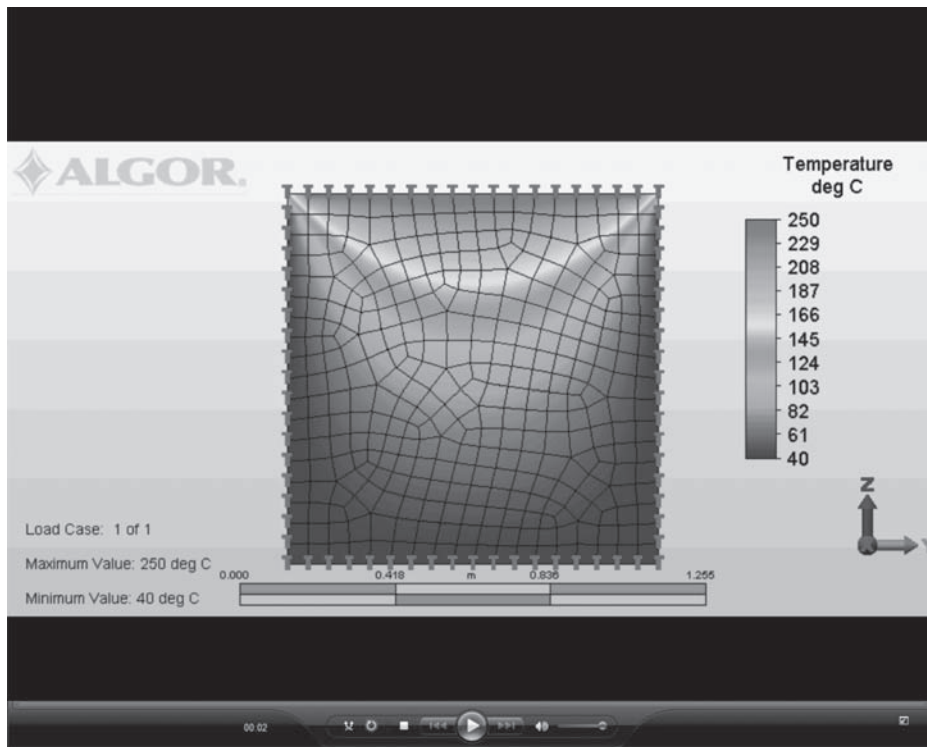 ALGOR.
Temperature
deg C
250
229
208
187
166
145
124
103
82
61
40
Z
Y
Load Case: 1 of 1
Maximum Value: 250 deg C
Minimum Value: 40 deg C
0.000 0.418 m 0.836 1.255
00:02